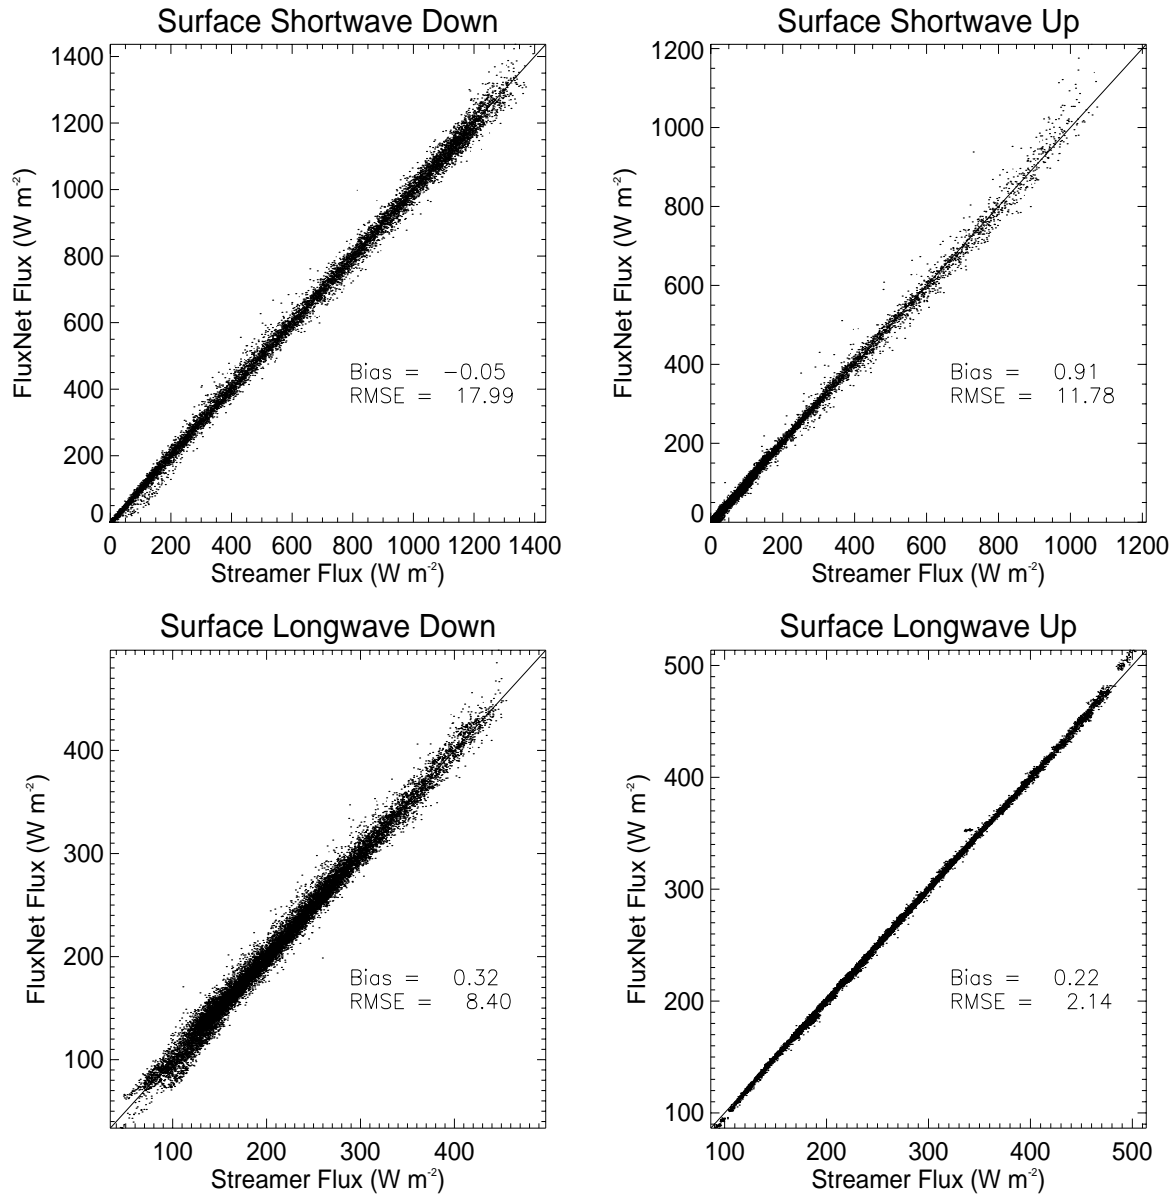 Surface Shortwave Down
1400
1200
1000
800
600
400
200
0
FluxNet Flux (W m-2)
Bias = −0.05
RMSE = 17.99
0 200 400 600 800 1000 1200 1400
Streamer Flux (W m-2)
Surface Shortwave Up
1200
1000
800
600
400
200
0
FluxNet Flux (W m-2)
Bias = 0.91
RMSE = 11.78
0 200 400 600 800 1000 1200
Streamer Flux (W m-2)
Surface Longwave Down
400
300
200
100
FluxNet Flux (W m-2)
Bias = 0.32
RMSE = 8.40
100 200 300 400
Streamer Flux (W m-2)
Surface Longwave Up
500
400
300
200
100
FluxNet Flux (W m-2)
Bias = 0.22
RMSE = 2.14
100 200 300 400 500
Streamer Flux (W m-2)